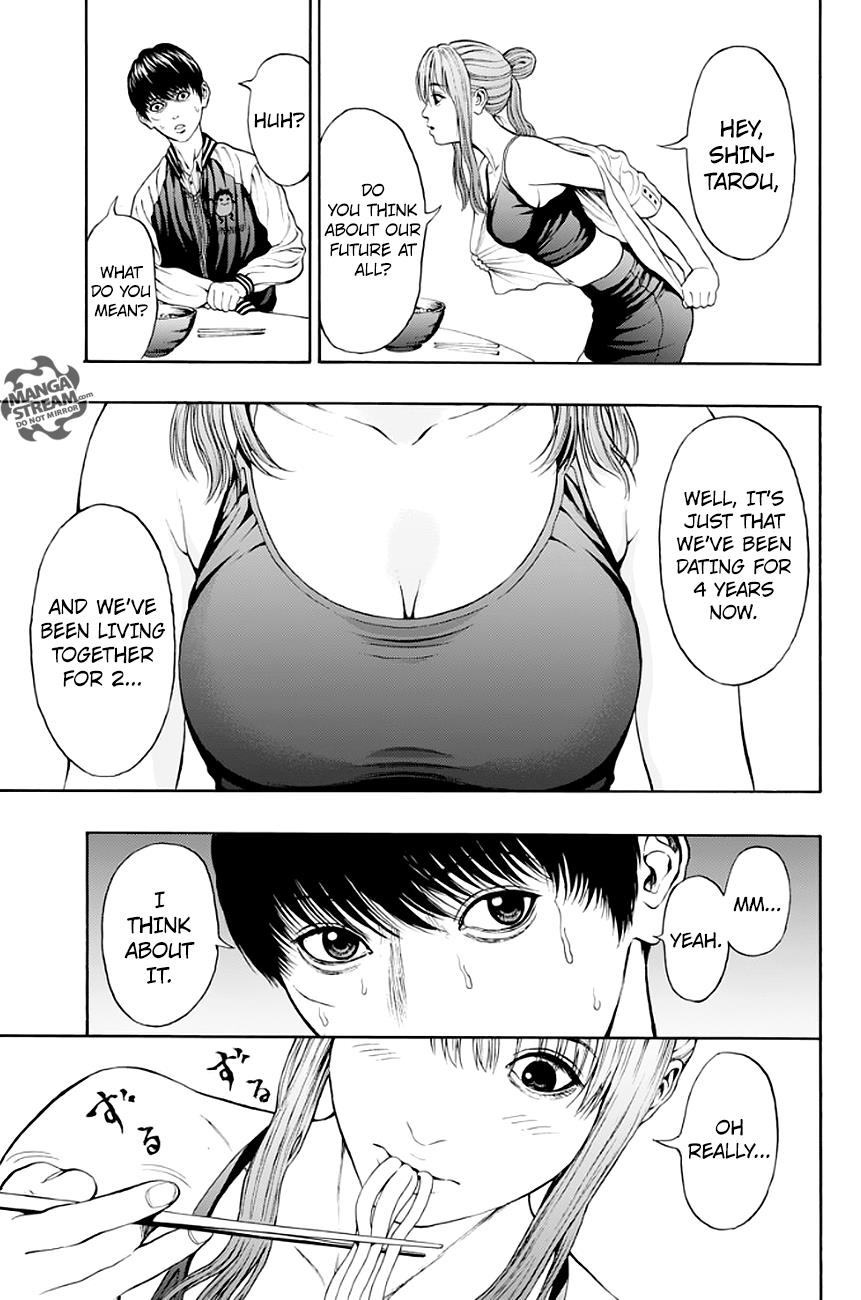 HEY,
SHIN-
TAROU,
DO
YOU THINK
ABOUT OUR
FUTURE AT
ALL?
HUH?
WHAT
DO YOU
MEAN?
MANGA
STREAM.com
DO NOT MIRROR
WELL, IT'S
JUST THAT
WE'VE BEEN
DATING FOR
4 YEARS
NOW.
AND WE'VE
BEEN LIVING
TOGETHER
FOR 2...
MM...
YEAH.
I
THINK
ABOUT
IT.
OH
REALLY...
ずる
ずる